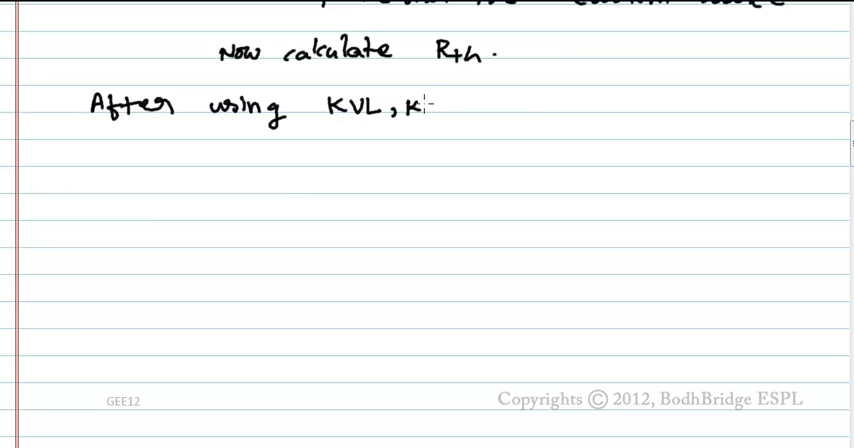 Now calculate Rth.
After using KVL, K
GEE12
Copyrights © 2012, BodhBridge ESPL